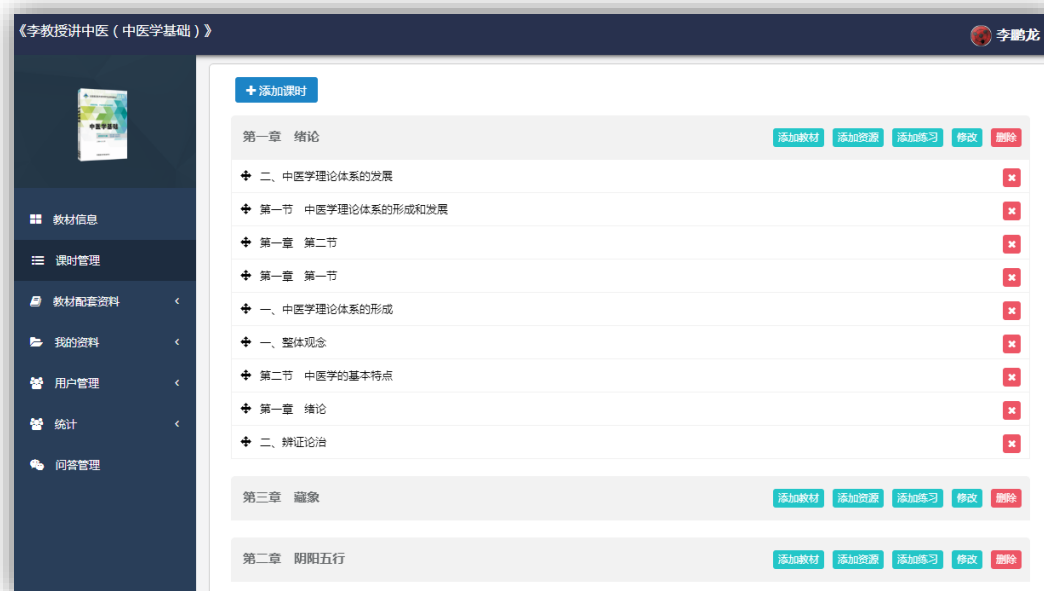 《李教授讲中医（中医学基础）》
李鹏龙
中医学基础
教材信息
课时管理
教材配套资料
我的资料
用户管理
统计
问答管理
添加课时
第一章 绪论 添加教材 添加资源 添加练习 修改 删除
二、中医学理论体系的发展
第一节 中医学理论体系的形成和发展
第一章 第二节
第一章 第一节
一、中医学理论体系的形成
一、整体观念
第二节 中医学的基本特点
第一章 绪论
二、辨证论治
第三章 藏象 添加教材 添加资源 添加练习 修改 删除
第二章 阴阳五行 添加教材 添加资源 添加练习 修改 删除